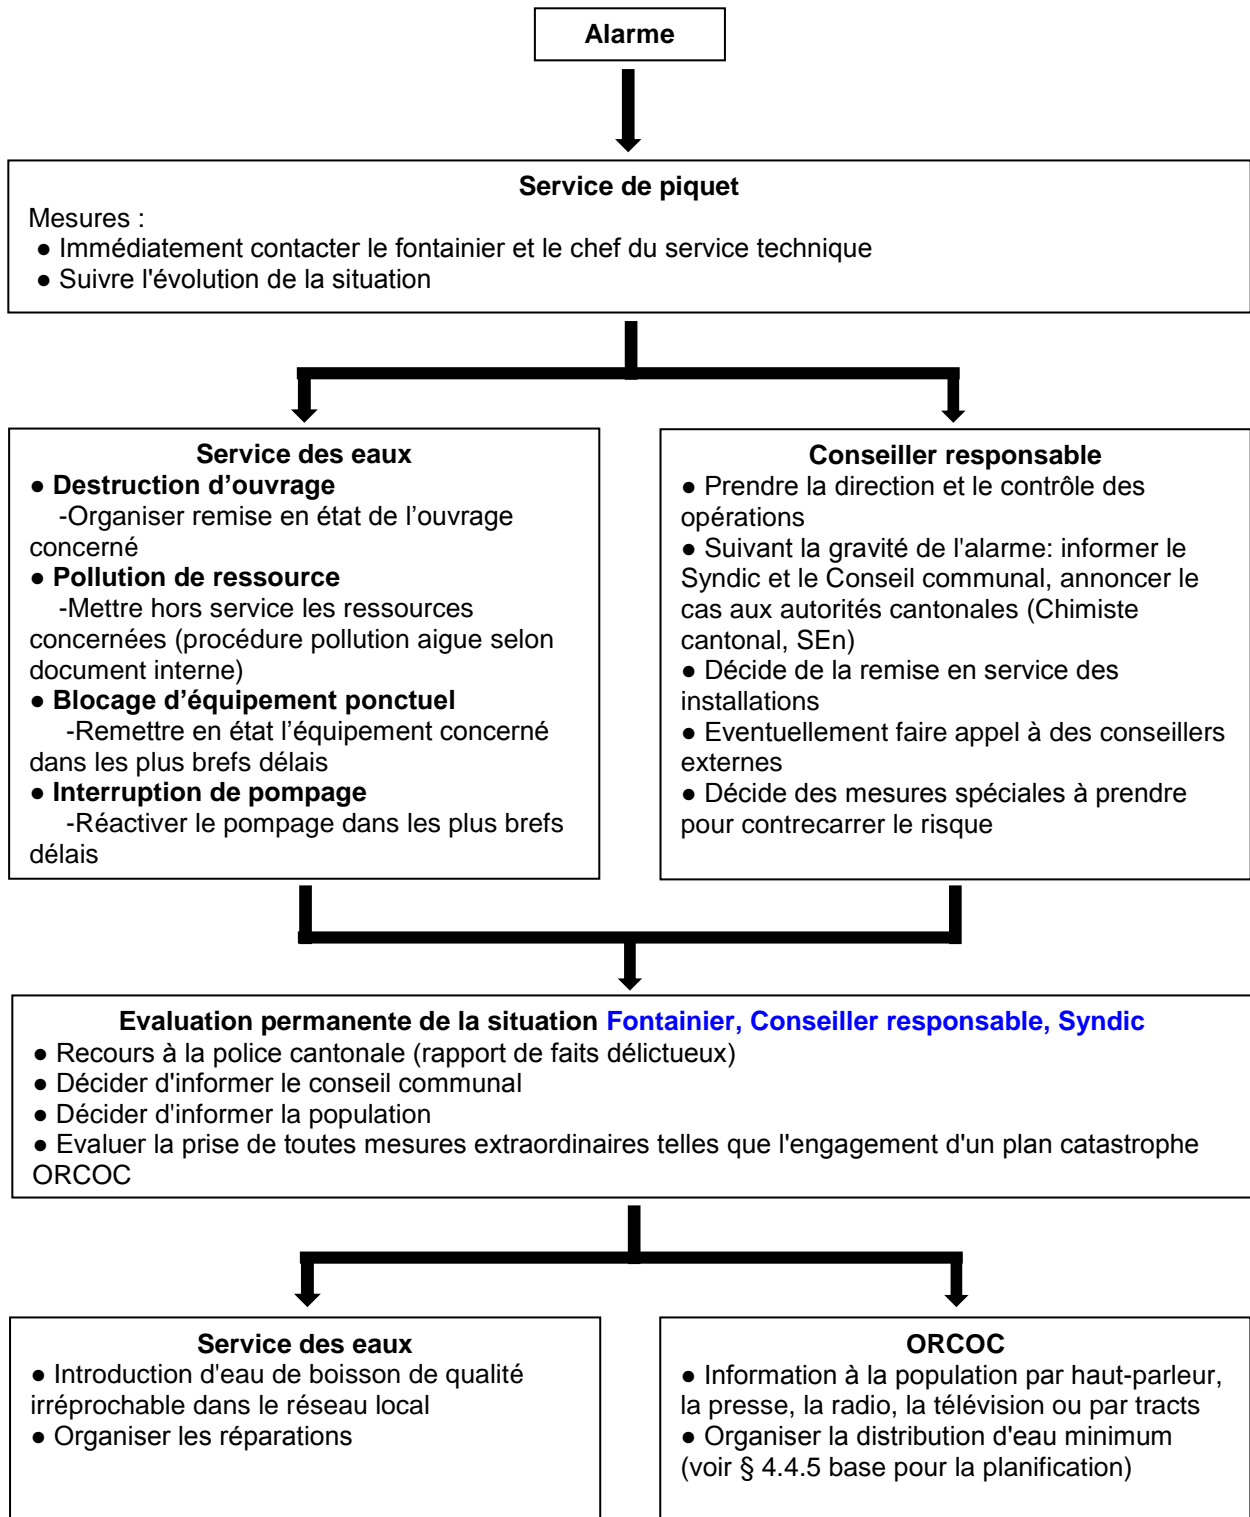 Alarme
Service de piquet
Mesures :
● Immédiatement contacter le fontainier et le chef du service technique
● Suivre l'évolution de la situation
Service des eaux
● Destruction d’ouvrage
-Organiser remise en état de l’ouvrage
concerné
● Pollution de ressource
-Mettre hors service les ressources
concernées (procédure pollution aigue selon
document interne)
● Blocage d’équipement ponctuel
-Remettre en état l’équipement concerné
dans les plus brefs délais
● Interruption de pompage
-Réactiver le pompage dans les plus brefs
délais
Conseiller responsable
● Prendre la direction et le contrôle des
opérations
● Suivant la gravité de l'alarme: informer le
Syndic et le Conseil communal, annoncer le
cas aux autorités cantonales (Chimiste
cantonal, SEn)
● Décide de la remise en service des
installations
● Eventuellement faire appel à des conseillers
externes
● Décide des mesures spéciales à prendre
pour contrecarrer le risque
Evaluation permanente de la situation Fontainier, Conseiller responsable, Syndic
● Recours à la police cantonale (rapport de faits délictueux)
● Décider d'informer le conseil communal
● Décider d'informer la population
● Evaluer la prise de toutes mesures extraordinaires telles que l'engagement d'un plan catastrophe
ORCOC
Service des eaux
● Introduction d'eau de boisson de qualité
irréprochable dans le réseau local
● Organiser les réparations
ORCOC
● Information à la population par haut-parleur,
la presse, la radio, la télévision ou par tracts
● Organiser la distribution d'eau minimum
(voir § 4.4.5 base pour la planification)